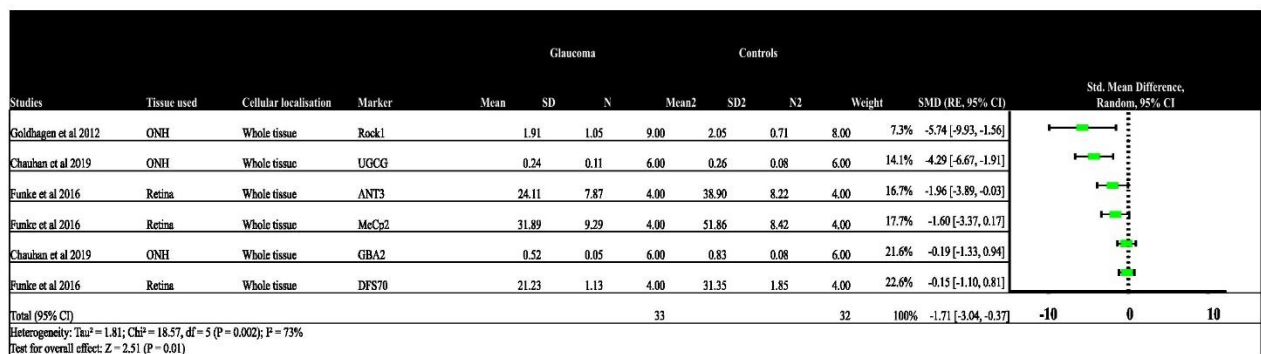 Glaucoma Controls
Std. Mean Difference,
Studies Tissue used Cellular localisation Marker Mean SD N Mean2 SD2 N2 Weight SMD (RE, 95% CI) Random, 95% CI
Goldhagen et al 2012 ONH Whole tissue Rock1 1.91 1.05 9.00 2.05 0.71 8.00 7.3% -5.74 [-9.93, -1.56]
Chauhan et al 2019 ONH Whole tissue UGCG 0.24 0.11 6.00 0.26 0.08 6.00 14.1% -4.29 [-6.67, -1.91]
Funke et al 2016 Retina Whole tissue ANT3 24.11 7.87 4.00 38.90 8.22 4.00 16.7% -1.96 [-3.89, -0.03]
Funke et al 2016 Retina Whole tissue MeCp2 31.89 9.29 4.00 51.86 8.42 4.00 17.7% -1.60 [-3.37, 0.17]
Chauhan et al 2019 ONH Whole tissue GBA2 0.52 0.05 6.00 0.83 0.08 6.00 21.6% -0.19 [-1.33, 0.94]
Funke et al 2016 Retina Whole tissue DFS70 21.23 1.13 4.00 31.35 1.85 4.00 22.6% -0.15 [-1.10, 0.81]
Total (95% CI) 33 32 100% -1.71 [-3.04, -0.37] -10 0 10
Heterogeneity: Tau² = 1.81; Chi² = 18.57, df = 5 (P = 0.002); I² = 73%
Test for overall effect: Z = 2.51 (P = 0.01)